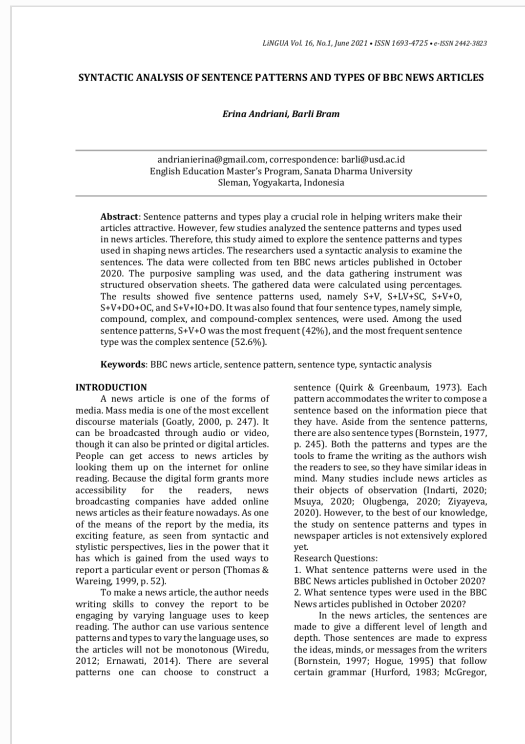 LiNGUA Vol. 16, No.1, June 2021 • ISSN 1693-4725 • e-ISSN 2442-3823
SYNTACTIC ANALYSIS OF SENTENCE PATTERNS AND TYPES OF BBC NEWS ARTICLES
Erina Andriani, Barli Bram
andrianierina@gmail.com, correspondence: barli@usd.ac.id
English Education Master's Program, Sanata Dharma University
Sleman, Yogyakarta, Indonesia
Abstract: Sentence patterns and types play a crucial role in helping writers make their
articles attractive. However, few studies analyzed the sentence patterns and types used
in news articles. Therefore, this study aimed to explore the sentence patterns and types
used in shaping news articles. The researchers used a syntactic analysis to examine the
sentences. The data were collected from ten BBC news articles published in October
2020. The purposive sampling was used, and the data gathering instrument was
structured observation sheets. The gathered data were calculated using percentages.
The results showed five sentence patterns used, namely S+V, S+LV+SC, S+V+O,
S+V+DO+OC, and S+V+IO+DO. It was also found that four sentence types, namely simple,
compound, complex, and compound-complex sentences, were used. Among the used
sentence patterns, S+V+O was the most frequent (42%), and the most frequent sentence
type was the complex sentence (52.6%).
Keywords: BBC news article, sentence pattern, sentence type, syntactic analysis
INTRODUCTION
A news article is one of the forms of
media. Mass media is one of the most excellent
discourse materials (Goatly, 2000, p. 247). It
can be broadcasted through audio or video,
though it can also be printed or digital articles.
People can get access to news articles by
looking them up on the internet for online
reading. Because the digital form grants more
accessibility for the readers, news
broadcasting companies have added online
news articles as their feature nowadays. As one
of the means of the report by the media, its
exciting feature, as seen from syntactic and
stylistic perspectives, lies in the power that it
has which is gained from the used ways to
report a particular event or person (Thomas &
Wareing, 1999, p. 52).
To make a news article, the author needs
writing skills to convey the report to be
engaging by varying language uses to keep
reading. The author can use various sentence
patterns and types to vary the language uses, so
the articles will not be monotonous (Wiredu,
2012; Ernawati, 2014). There are several
patterns one can choose to construct a
sentence (Quirk & Greenbaum, 1973). Each
pattern accommodates the writer to compose a
sentence based on the information piece that
they have. Aside from the sentence patterns,
there are also sentence types (Bornstein, 1977,
p. 245). Both the patterns and types are the
tools to frame the writing as the authors wish
the readers to see, so they have similar ideas in
mind. Many studies include news articles as
their objects of observation (Indarti, 2020;
Msuya, 2020; Olugbenga, 2020; Ziyayeva,
2020). However, to the best of our knowledge,
the study on sentence patterns and types in
newspaper articles is not extensively explored
yet.
Research Questions:
1. What sentence patterns were used in the
BBC News articles published in October 2020?
2. What sentence types were used in the BBC
News articles published in October 2020?
In the news articles, the sentences are
made to give a different level of length and
depth. Those sentences are made to express
the ideas, minds, or messages from the writers
(Bornstein, 1997; Hogue, 1995) that follow
certain grammar (Hurford, 1983; McGregor,